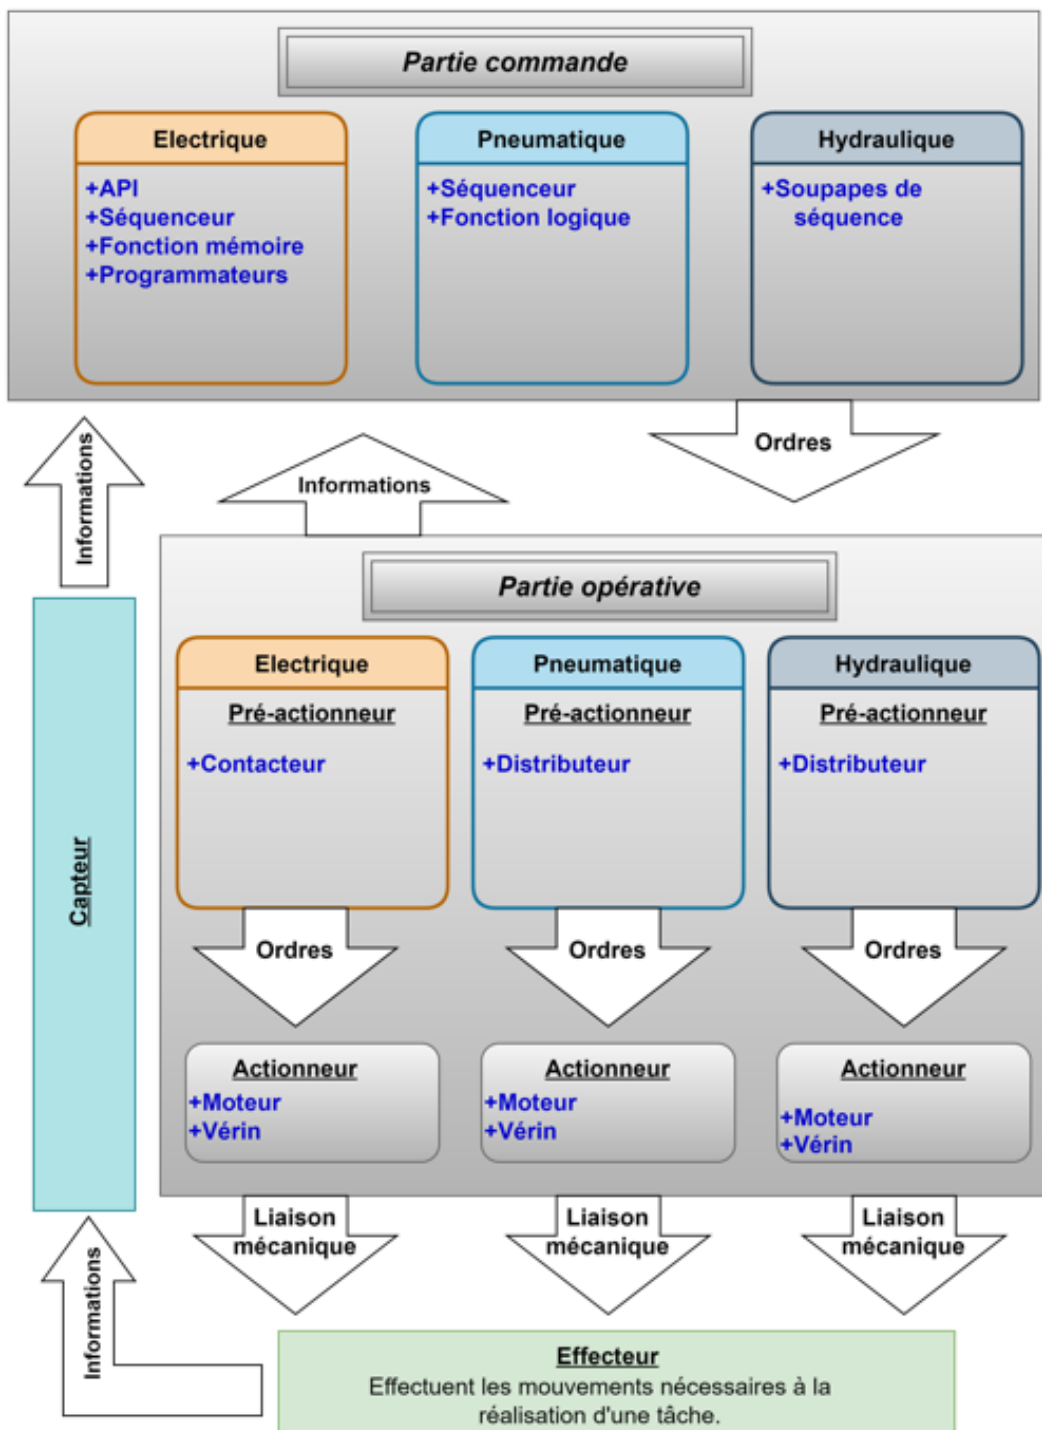 Partie commande
Electrique
+API
+Séquenceur
+Fonction mémoire
+Programmateurs
Pneumatique
+Séquenceur
+Fonction logique
Hydraulique
+Soupapes de
séquence
Informations
Informations
Ordres
Partie opérative
Electrique
Pré-actionneur
+Contacteur
Pneumatique
Pré-actionneur
+Distributeur
Hydraulique
Pré-actionneur
+Distributeur
Capteur
Ordres
Ordres
Ordres
Actionneur
+Moteur
+Vérin
Actionneur
+Moteur
+Vérin
Actionneur
+Moteur
+Vérin
Liaison
mécanique
Liaison
mécanique
Liaison
mécanique
Informations
Effecteur
Effectuent les mouvements nécessaires à la
réalisation d'une tâche.